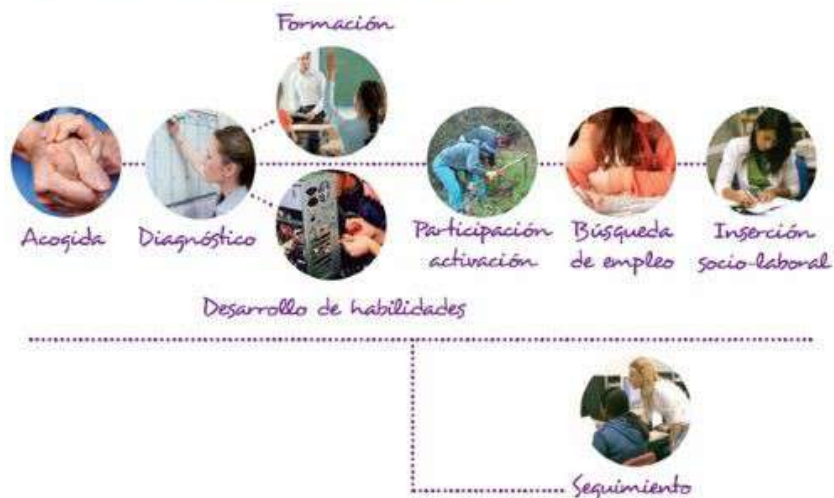 Formación
Acogida
Diagnóstico
Participación
activación
Búsqueda
de empleo
Inserción
socio-laboral
Desarrollo de habilidades
Seguimiento